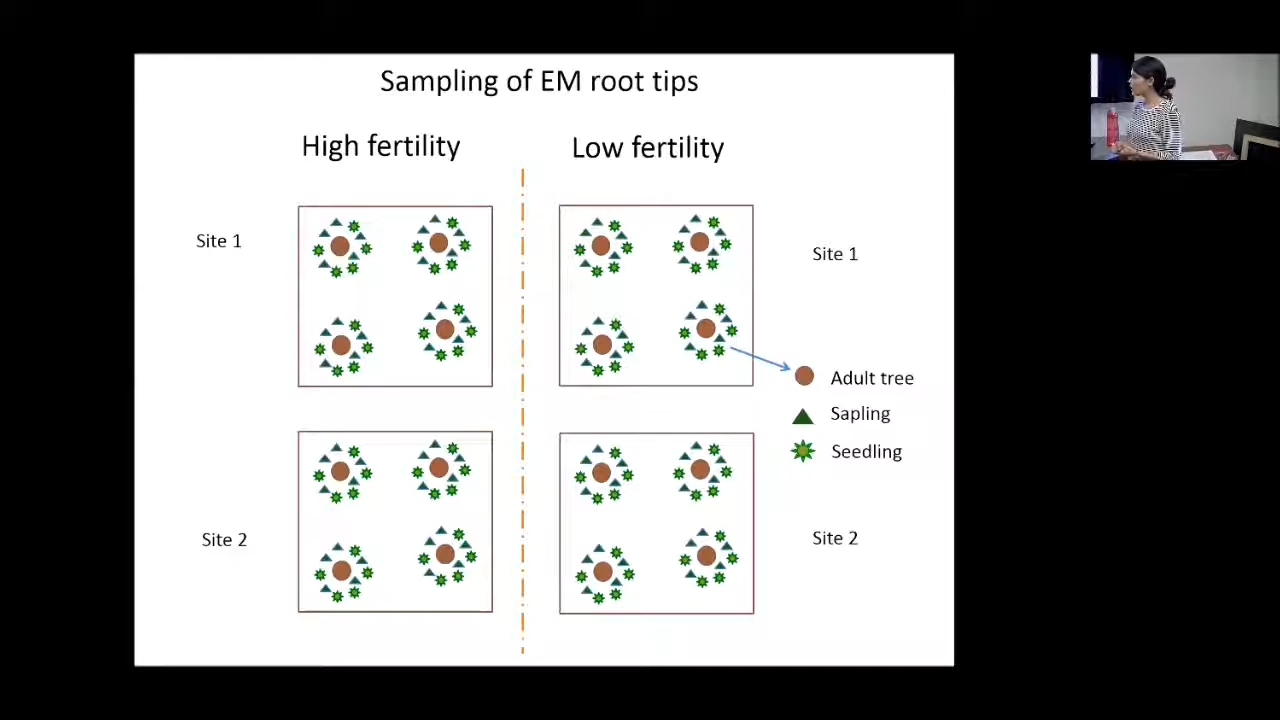 Sampling of EM root tips
High fertility
Low fertility
Site 1
Site 1
Adult tree
Sapling
Seedling
Site 2
Site 2